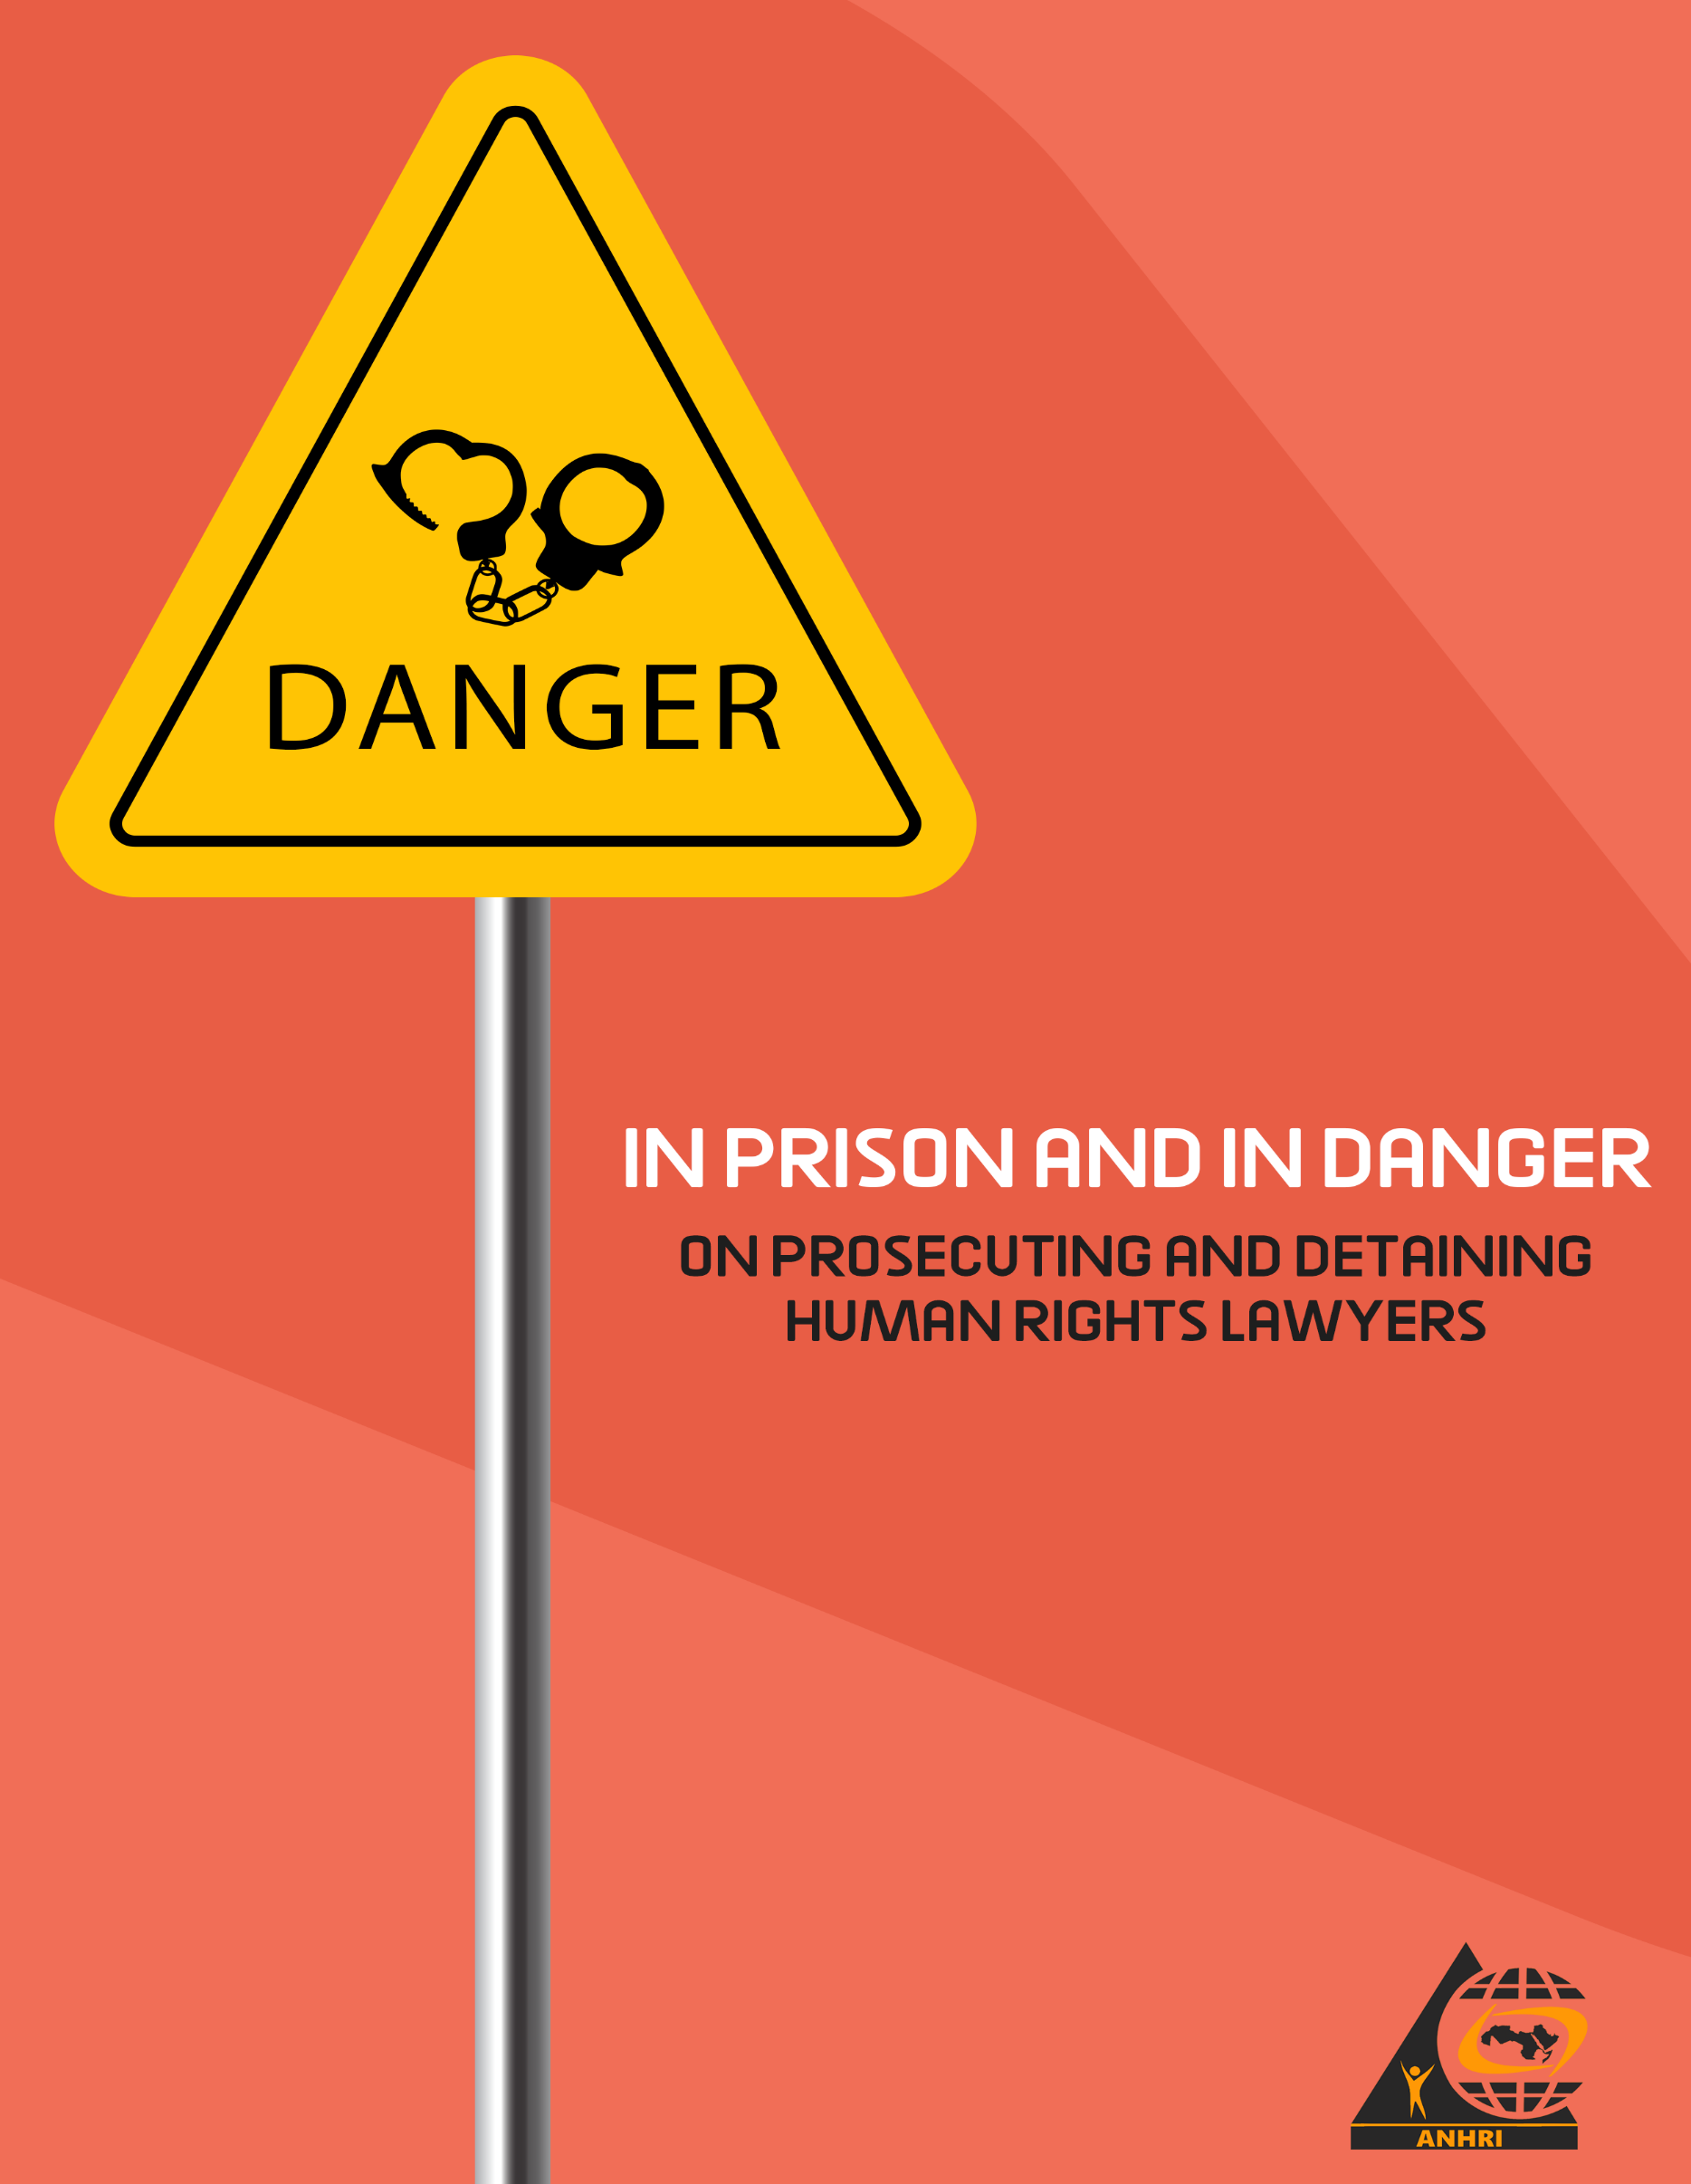 DANGER
IN PRISON AND IN DANGER
ON PROSECUTING AND DETAINING
HUMAN RIGHTS LAWYERS
ANHRI